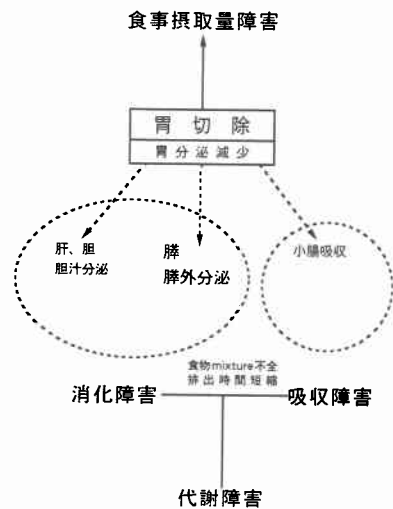 食事摂取量障害
胃切除
胃分泌減少
肝、胆
胆汁分泌
膵
膵外分泌
小腸吸収
食物mixture不全
排出時間短縮
消化障害
吸収障害
代謝障害